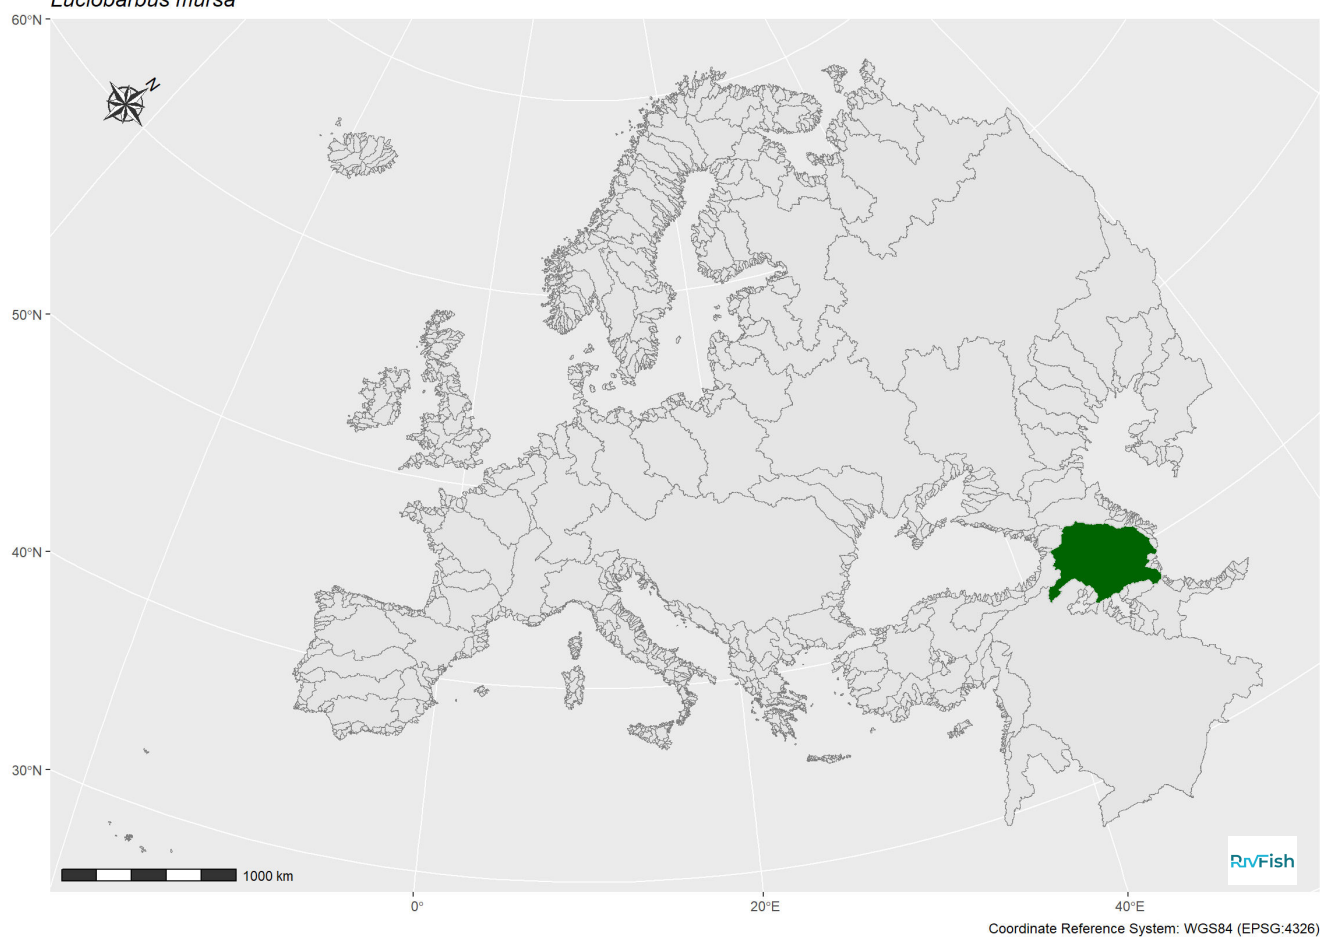 Luciobarbus mursa
60°N
N
50°N
40°N
30°N
1000 km
RivFish
0°
20°E
40°E
Coordinate Reference System: WGS84 (EPSG:4326)